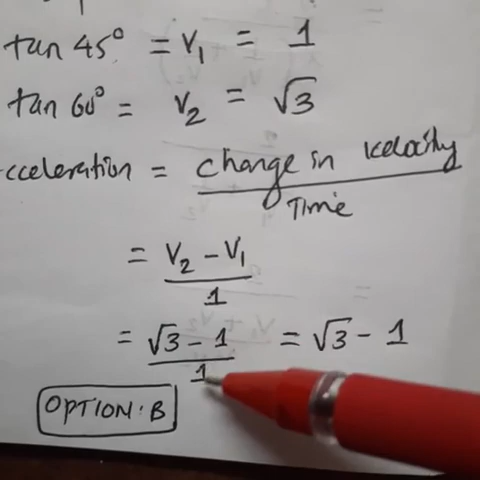 tan 45° = V₁ = 1
tan 60° = V₂ = √3
cceleration = change in velocity
Time
= V₂ - V₁
1
= √3 - 1 = √3 - 1
1
OPTION: B